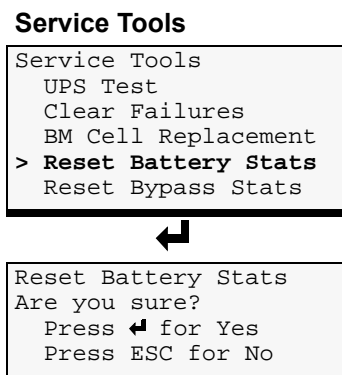 Service Tools
Service Tools
UPS Test
Clear Failures
BM Cell Replacement
> Reset Battery Stats
Reset Bypass Stats
Reset Battery Stats
Are you sure?
Press ↵ for Yes
Press ESC for No